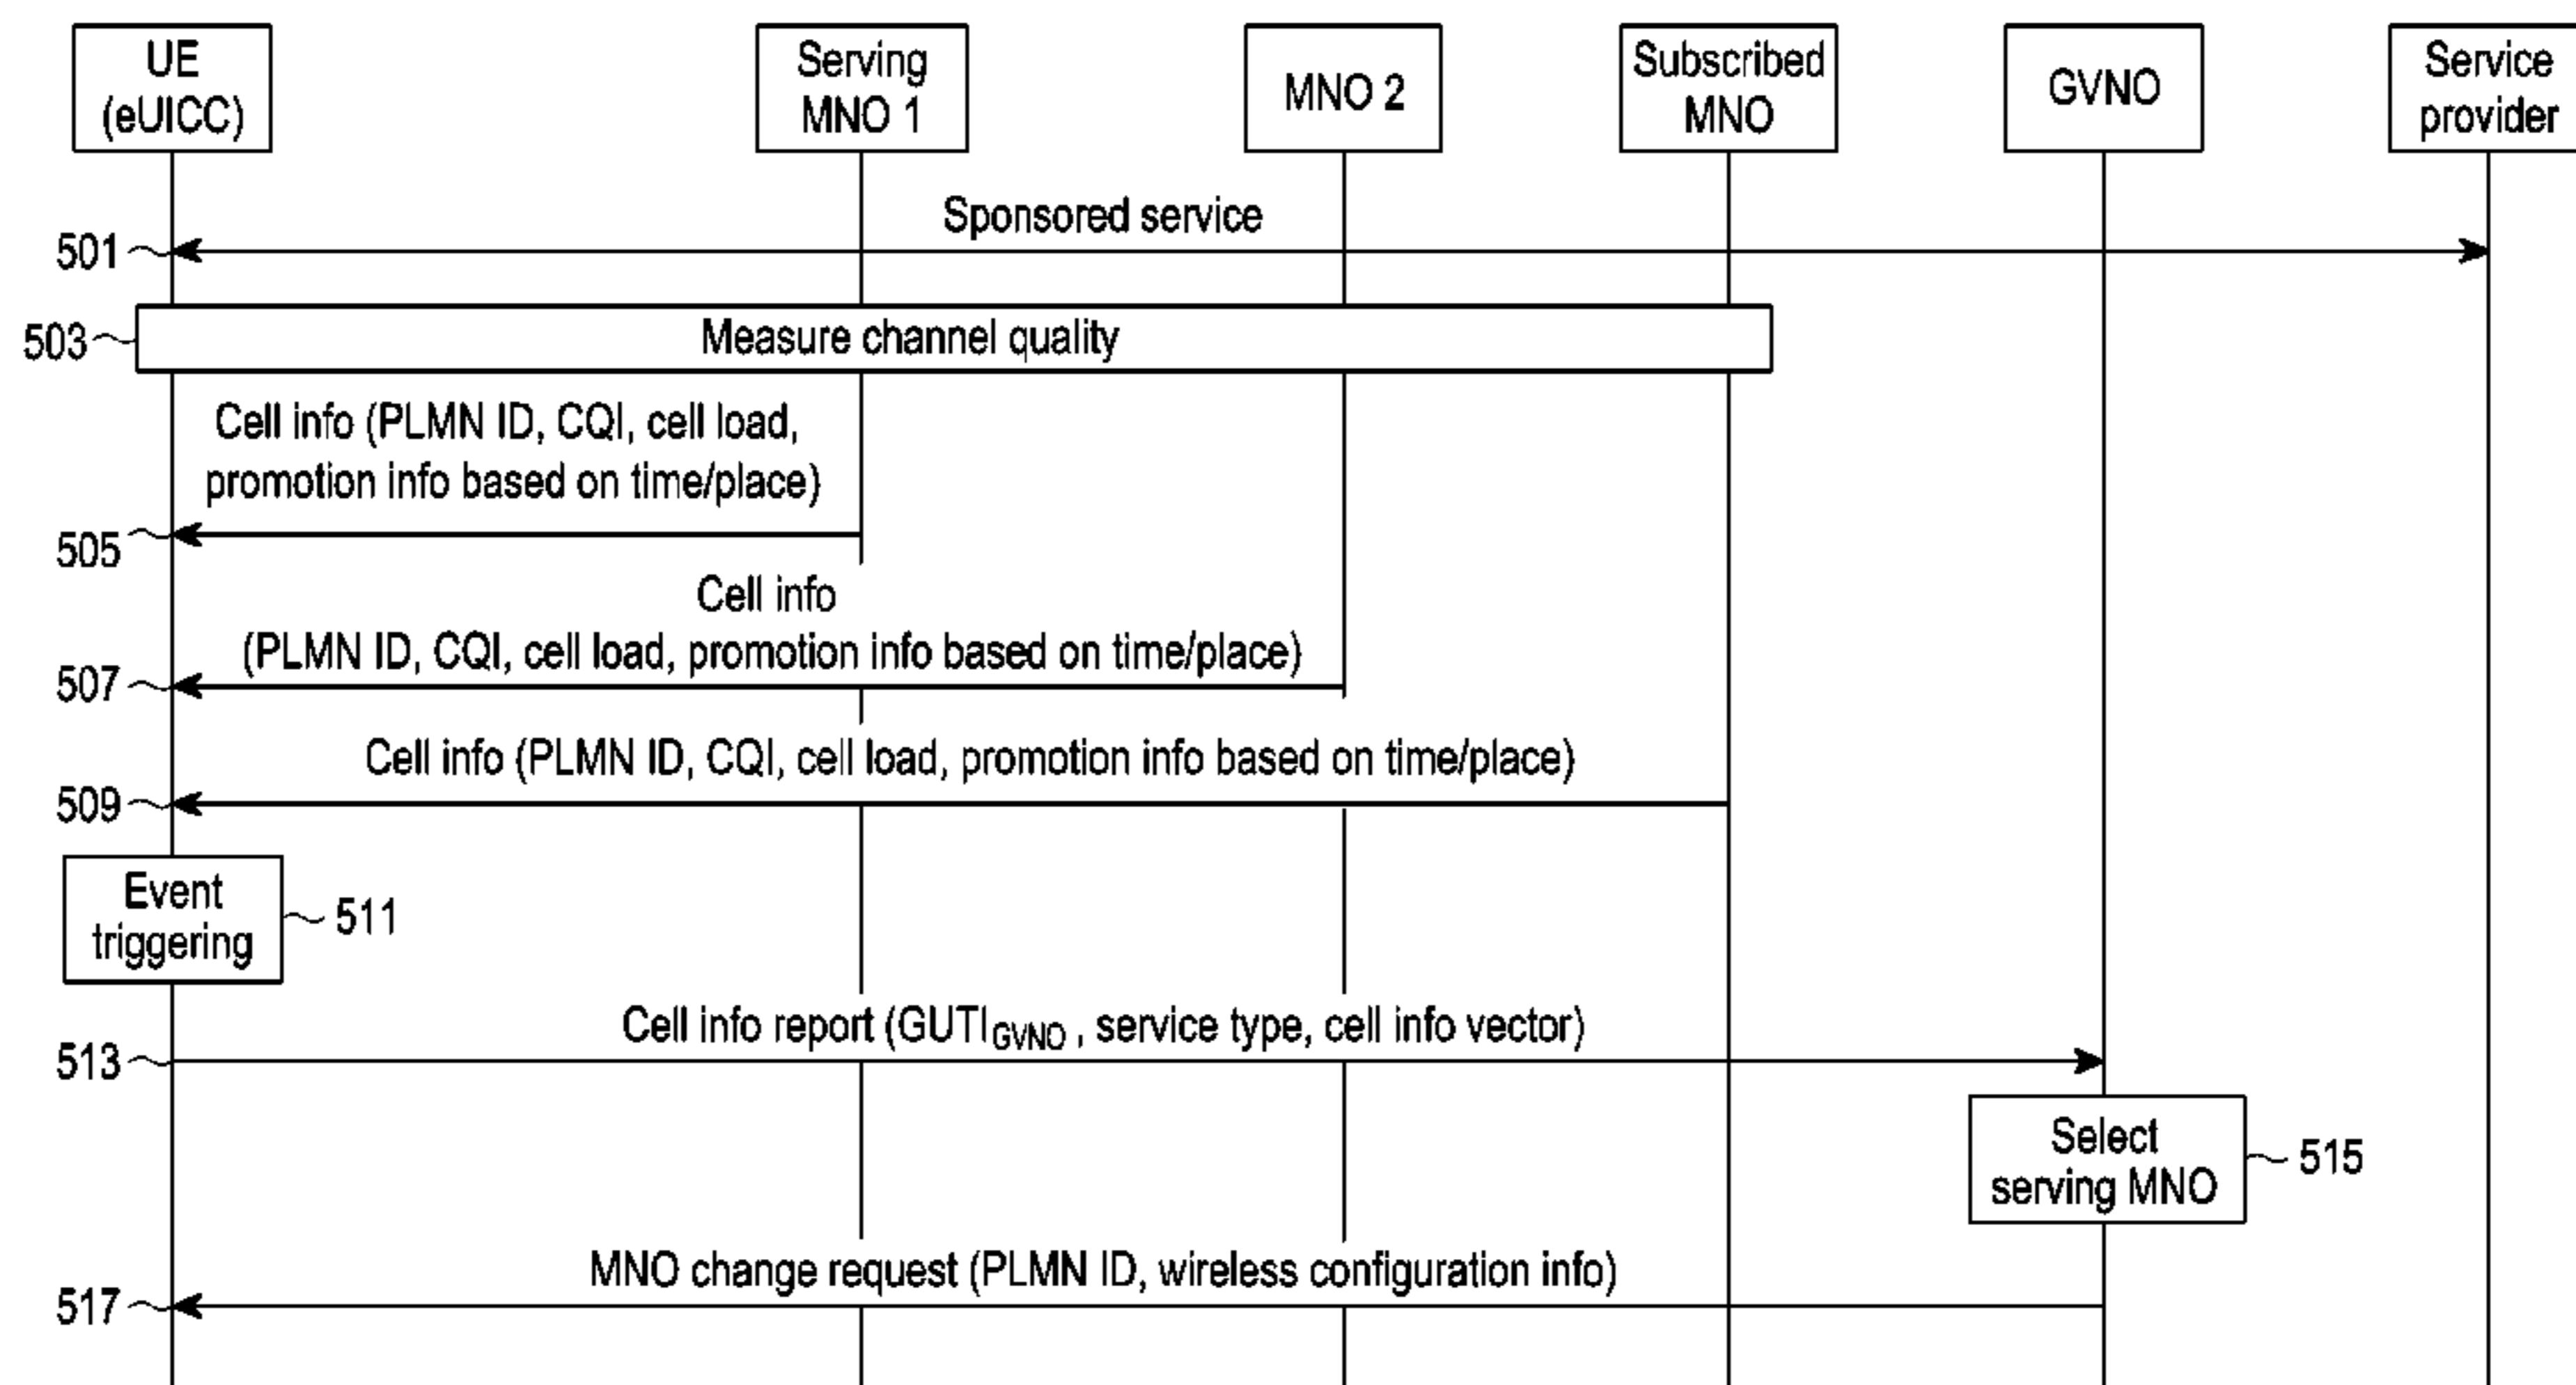 UE
(eUICC)
Serving
MNO 1
MNO 2
Subscribed
MNO
GVNO
Service
provider
Sponsored service
501
Measure channel quality
503
Cell info (PLMN ID, CQI, cell load,
promotion info based on time/place)
505
Cell info
(PLMN ID, CQI, cell load, promotion info based on time/place)
507
Cell info (PLMN ID, CQI, cell load, promotion info based on time/place)
509
Event
triggering
511
Cell info report (GUTI GVNO , service type, cell info vector)
513
Select
serving MNO
515
MNO change request (PLMN ID, wireless configuration info)
517